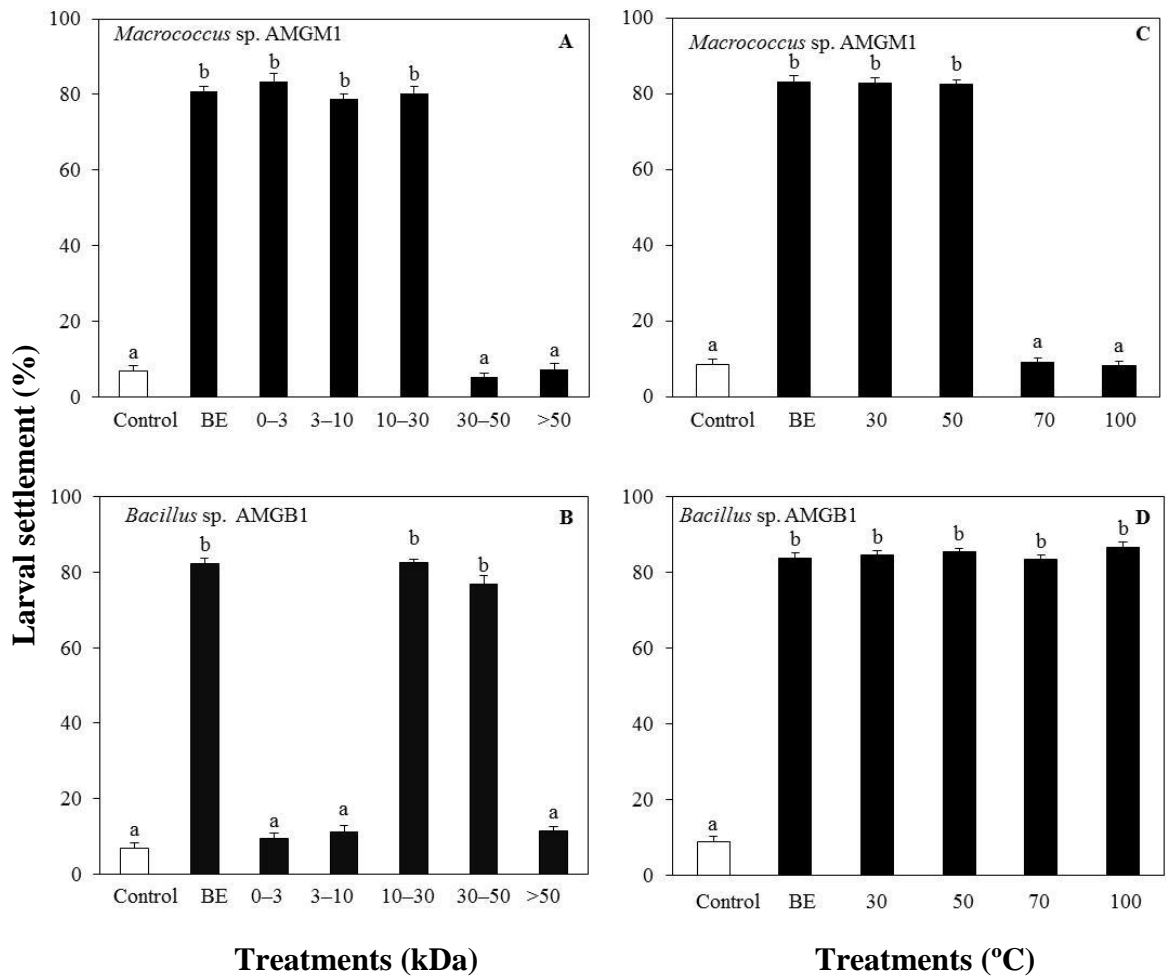 Larval settlement (%)
Macrococcus sp. AMGM1
A
100
80
60
40
20
0
a
b
b
b
b
a
a
Control BE 0–3 3–10 10–30 30–50 >50
Macrococcus sp. AMGM1
C
100
80
60
40
20
0
a
b
b
b
a
a
Control BE 30 50 70 100
Bacillus sp. AMGB1
B
100
80
60
40
20
0
a
b
a
a
b
b
a
Control BE 0–3 3–10 10–30 30–50 >50
Bacillus sp. AMGB1
D
100
80
60
40
20
0
a
b
b
b
b
b
Control BE 30 50 70 100
Treatments (kDa)
Treatments (ºC)